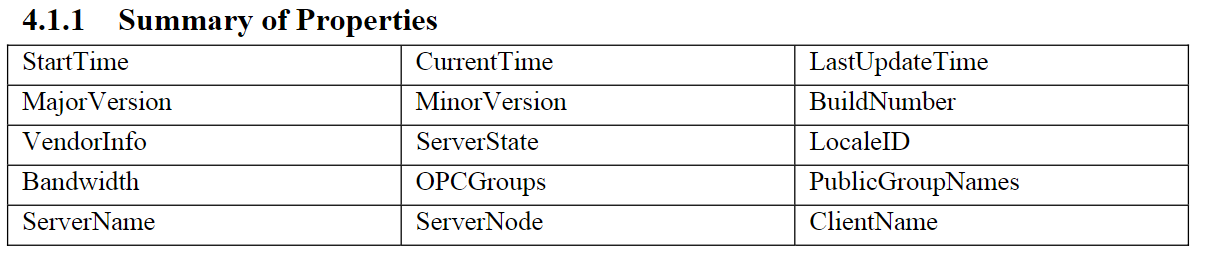 4.1.1 Summary of Properties
StartTime CurrentTime LastUpdateTime
MajorVersion MinorVersion BuildNumber
VendorInfo ServerState LocaleID
Bandwidth OPCGroups PublicGroupNames
ServerName ServerNode ClientName